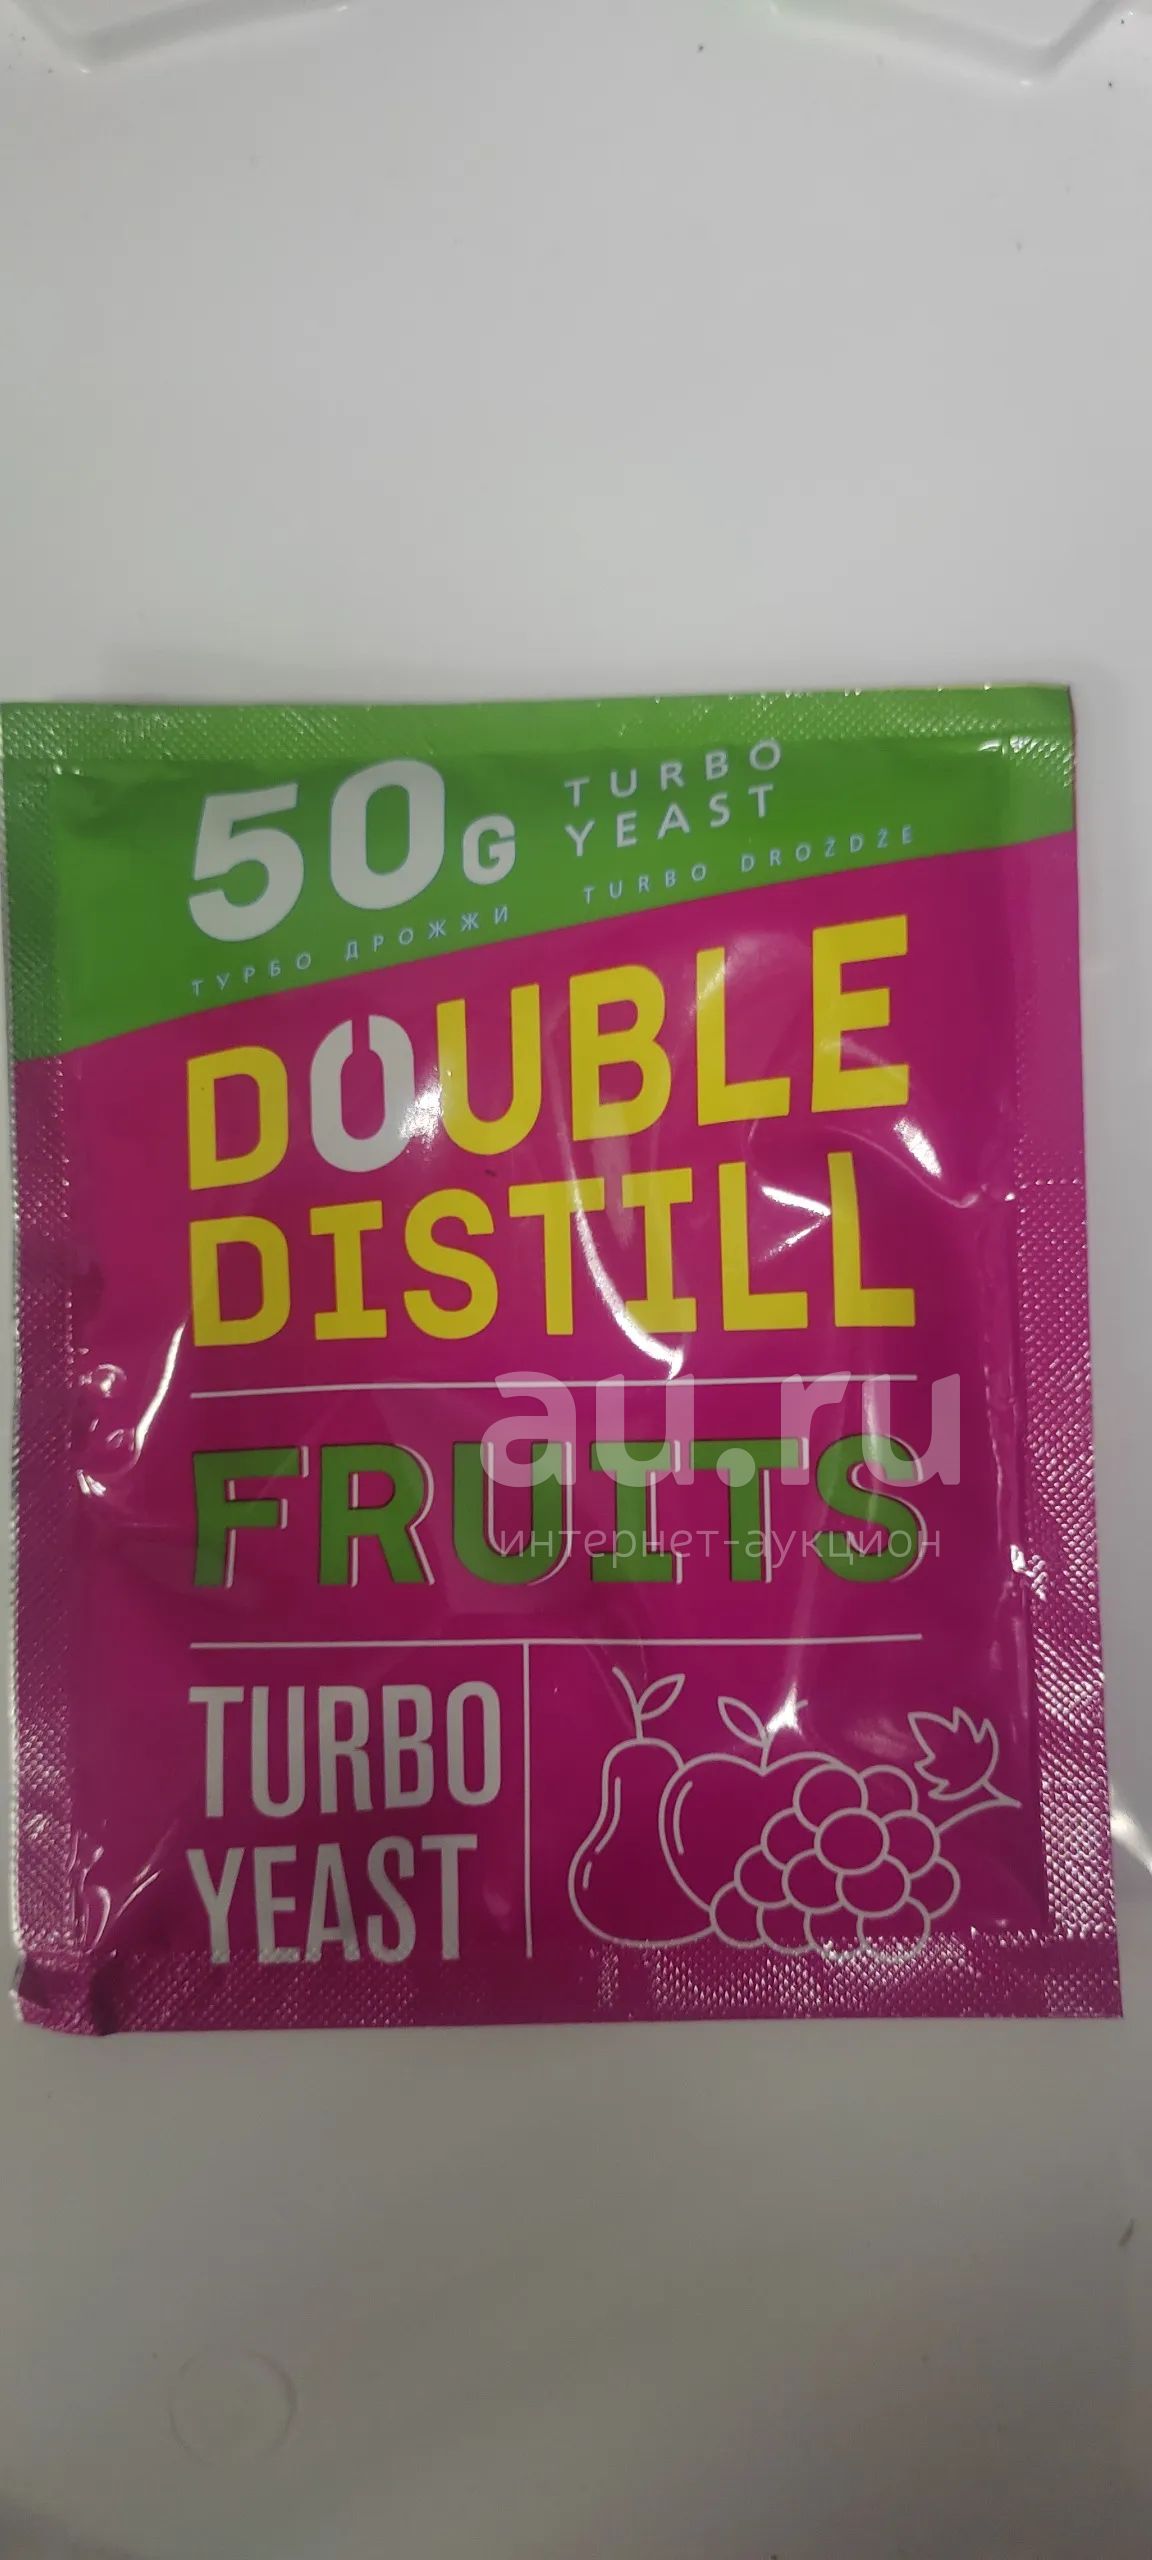 50G
TURBO
YEAST
ТУРБО ДРОЖЖИ
TURBO DROŻDŻE
DOUBLE
DISTILL
FRUITS
au.ru
интернет-аукцион
TURBO
YEAST